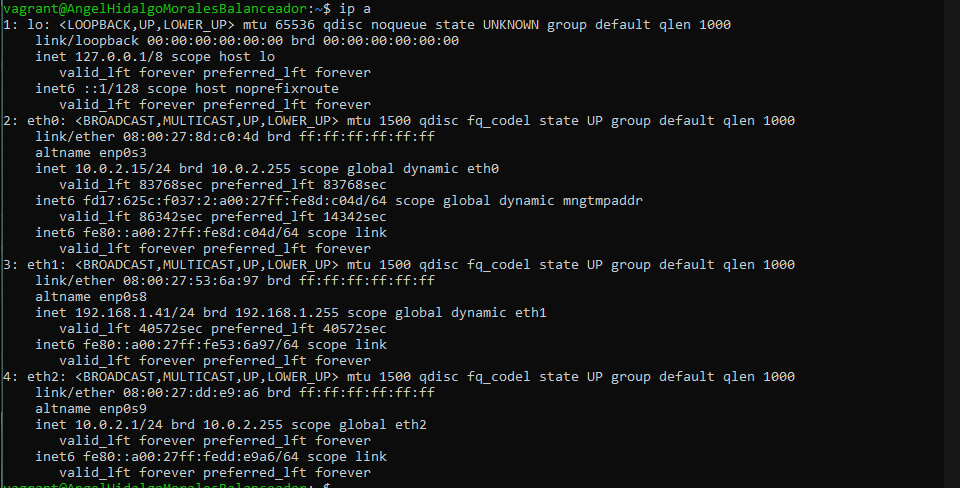 vagrant@AngelHidalgoMoralesBalanceador:~$ ip a
1: lo: <LOOPBACK,UP,LOWER_UP> mtu 65536 qdisc noqueue state UNKNOWN group default qlen 1000
    link/loopback 00:00:00:00:00:00 brd 00:00:00:00:00:00
    inet 127.0.0.1/8 scope host lo
       valid_lft forever preferred_lft forever
    inet6 ::1/128 scope host noprefixroute
       valid_lft forever preferred_lft forever
2: eth0: <BROADCAST,MULTICAST,UP,LOWER_UP> mtu 1500 qdisc fq_codel state UP group default qlen 1000
    link/ether 08:00:27:8d:c0:4d brd ff:ff:ff:ff:ff:ff
    altname enp0s3
    inet 10.0.2.15/24 brd 10.0.2.255 scope global dynamic eth0
       valid_lft 83768sec preferred_lft 83768sec
    inet6 fd17:625c:f037:2:a00:27ff:fe8d:c04d/64 scope global dynamic mngtmpaddr
       valid_lft 86342sec preferred_lft 14342sec
    inet6 fe80::a00:27ff:fe8d:c04d/64 scope link
       valid_lft forever preferred_lft forever
3: eth1: <BROADCAST,MULTICAST,UP,LOWER_UP> mtu 1500 qdisc fq_codel state UP group default qlen 1000
    link/ether 08:00:27:53:6a:97 brd ff:ff:ff:ff:ff:ff
    altname enp0s8
    inet 192.168.1.41/24 brd 192.168.1.255 scope global dynamic eth1
       valid_lft 40572sec preferred_lft 40572sec
    inet6 fe80::a00:27ff:fe53:6a97/64 scope link
       valid_lft forever preferred_lft forever
4: eth2: <BROADCAST,MULTICAST,UP,LOWER_UP> mtu 1500 qdisc fq_codel state UP group default qlen 1000
    link/ether 08:00:27:dd:e9:a6 brd ff:ff:ff:ff:ff:ff
    altname enp0s9
    inet 10.0.2.1/24 brd 10.0.2.255 scope global eth2
       valid_lft forever preferred_lft forever
    inet6 fe80::a00:27ff:fedd:e9a6/64 scope link
       valid_lft forever preferred_lft forever
vagrant@AngelHidalgoMoralesBalanceador:~$